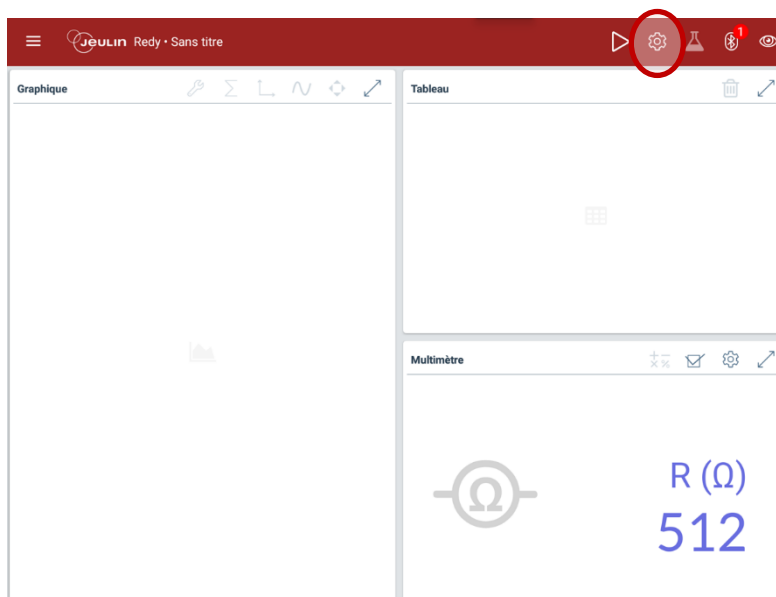 JEULIN Redy • Sans titre
1
Graphique
Tableau
Multimètre
Ω
R (Ω)
512